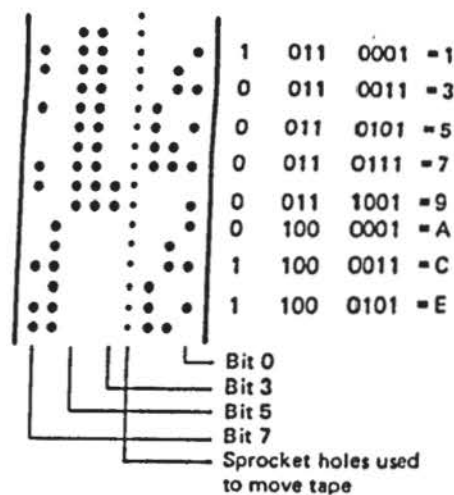 1 011 0001 =1
0 011 0011 =3
0 011 0101 =5
0 011 0111 =7
0 011 1001 =9
0 100 0001 =A
1 100 0011 =C
1 100 0101 =E
Bit 0
Bit 3
Bit 5
Bit 7
Sprocket holes used
to move tape